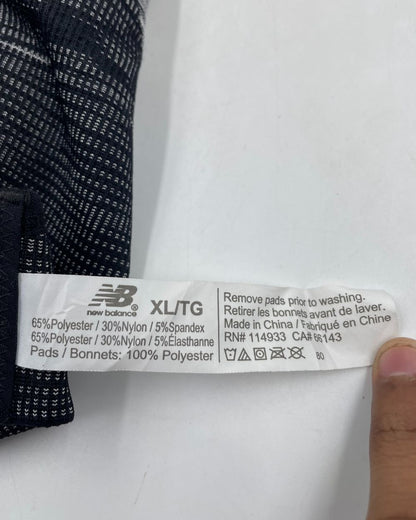 NB
new balance®
XL/TG
65%Polyester / 30%Nylon / 5%Spandex
65%Polyester / 30%Nylon / 5%Élasthanne
Pads / Bonnets: 100% Polyester
Remove pads prior to washing.
Retirer les bonnets avant de laver.
Made in China / Fabriqué en Chine
RN# 114933 CA# 66143
80